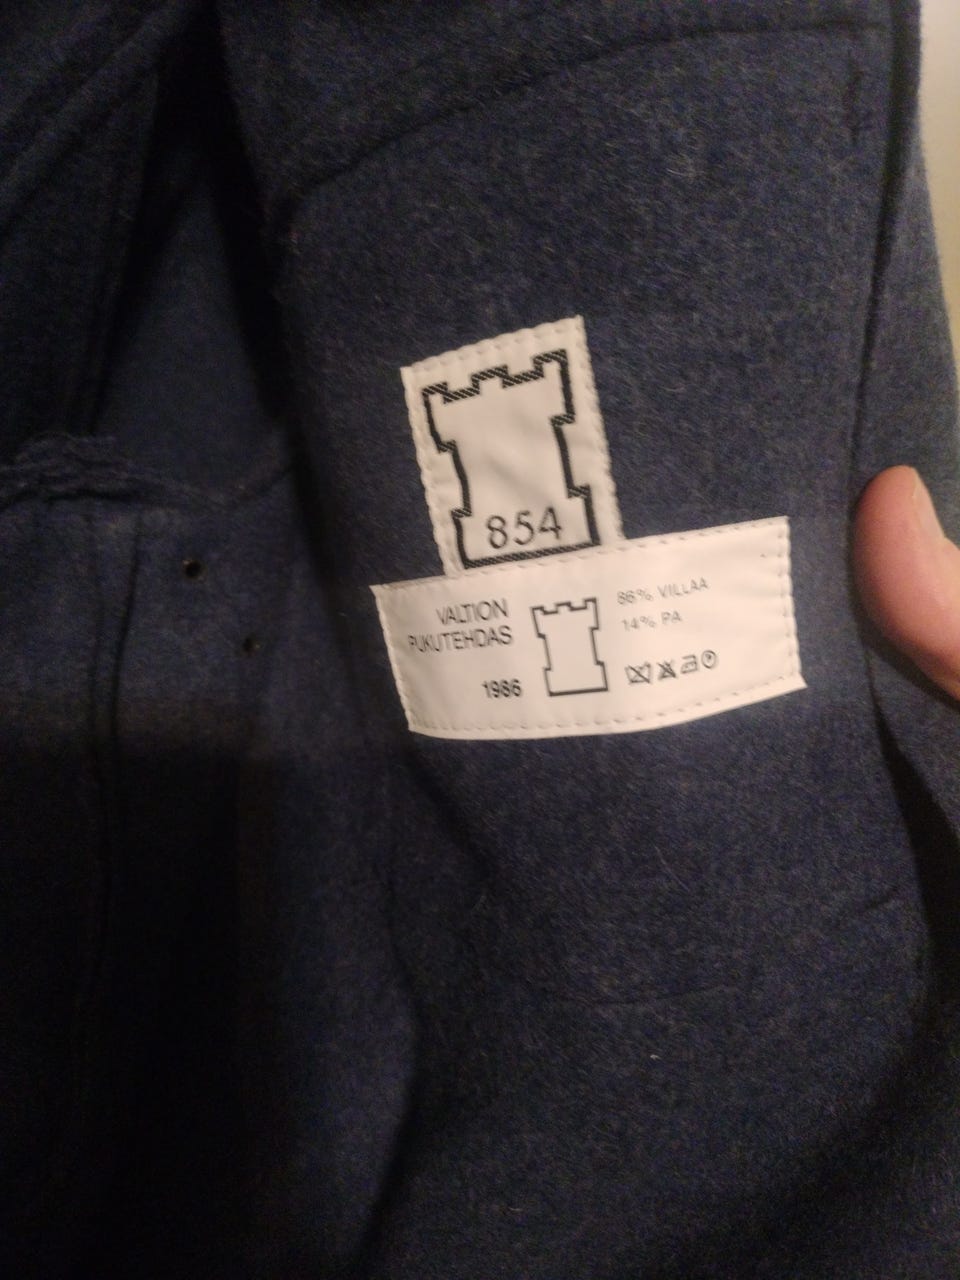 854
VALTION
PUKUTEHDAS
1986
86% VILLAA
14% PA